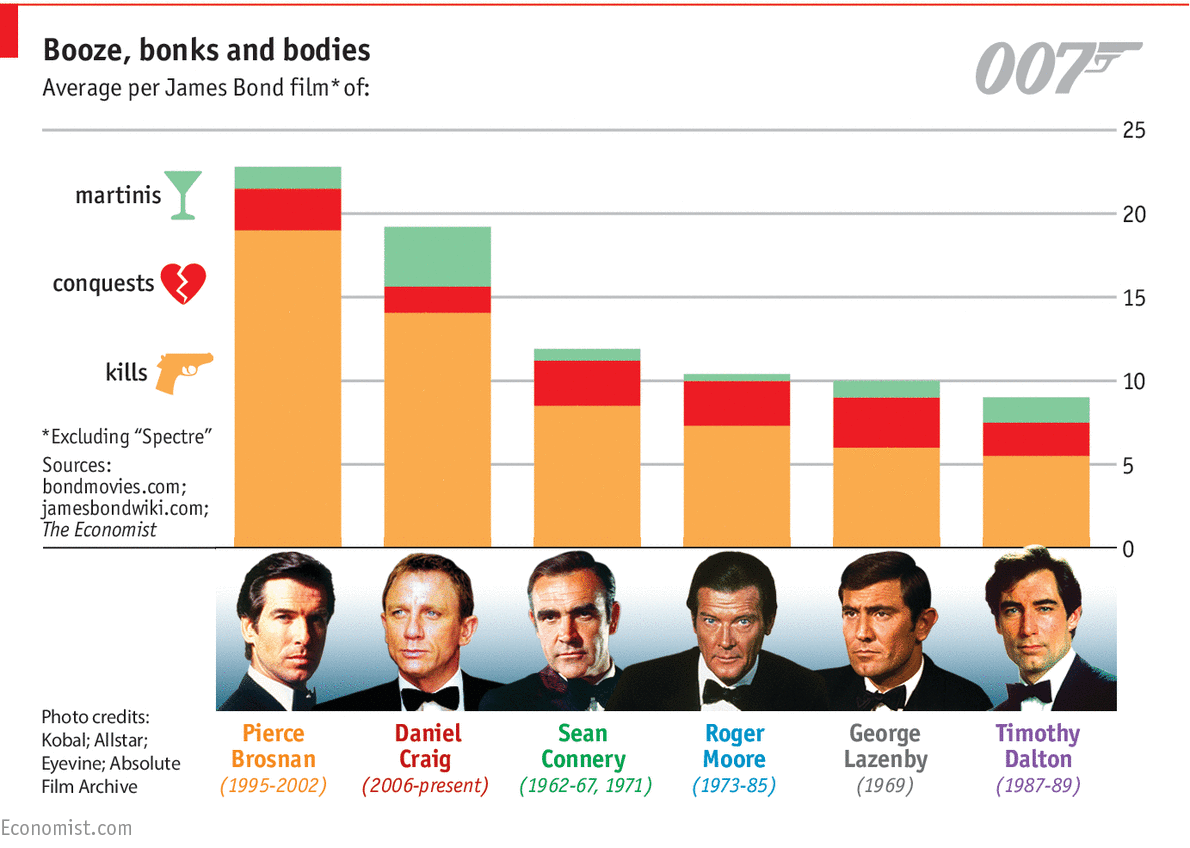 Booze, bonks and bodies
Average per James Bond film* of:
007
25
martinis
20
conquests
15
kills
10
*Excluding “Spectre”
Sources:
bondmovies.com;
jamesbondwiki.com;
The Economist
5
0
Photo credits:
Kobal; Allstar;
Eyevine; Absolute
Film Archive
Pierce
Brosnan
(1995-2002)
Daniel
Craig
(2006-present)
Sean
Connery
(1962-67, 1971)
Roger
Moore
(1973-85)
George
Lazenby
(1969)
Timothy
Dalton
(1987-89)
Economist.com